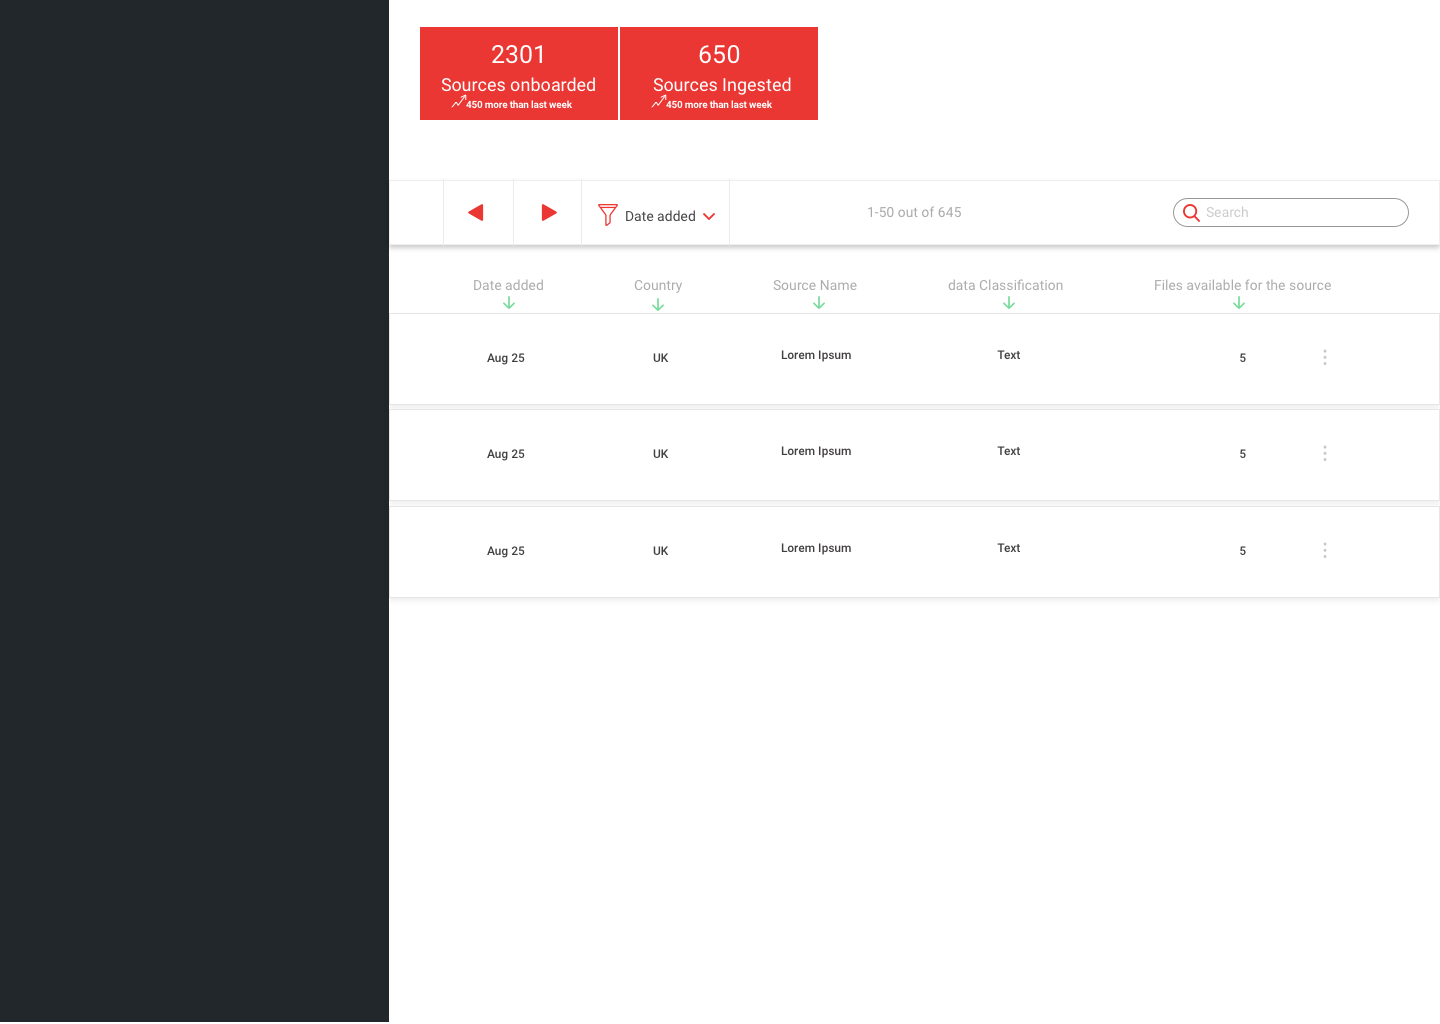 2301
Sources onboarded
450 more than last week
650
Sources Ingested
450 more than last week
Date added
1-50 out of 645
Search
Date added Country Source Name data Classification Files available for the source
Aug 25 UK Lorem Ipsum Text 5
Aug 25 UK Lorem Ipsum Text 5
Aug 25 UK Lorem Ipsum Text 5